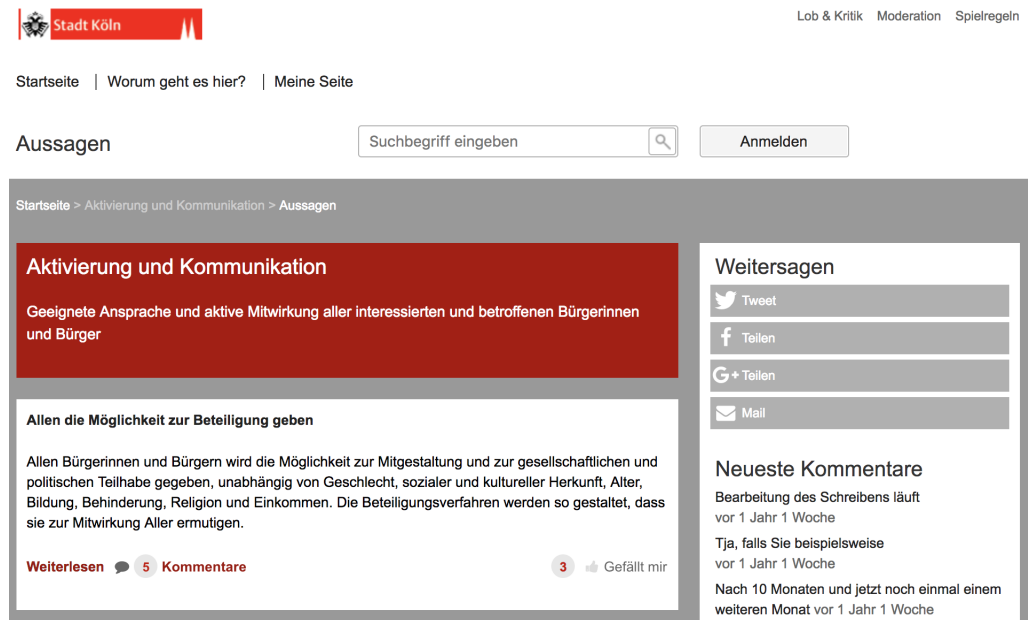 Stadt Köln
Lob & Kritik Moderation Spielregeln
Startseite | Worum geht es hier? | Meine Seite
Aussagen
Suchbegriff eingeben
Anmelden
Startseite > Aktivierung und Kommunikation > Aussagen
Aktivierung und Kommunikation
Geeignete Ansprache und aktive Mitwirkung aller interessierten und betroffenen Bürgerinnen
und Bürger
Allen die Möglichkeit zur Beteiligung geben
Allen Bürgerinnen und Bürgern wird die Möglichkeit zur Mitgestaltung und zur gesellschaftlichen und
politischen Teilhabe gegeben, unabhängig von Geschlecht, sozialer und kultureller Herkunft, Alter,
Bildung, Behinderung, Religion und Einkommen. Die Beteiligungsverfahren werden so gestaltet, dass
sie zur Mitwirkung Aller ermutigen.
Weiterlesen 5 Kommentare
3 Gefällt mir
Weitersagen
Tweet
Teilen
G+ Teilen
Mail
Neueste Kommentare
Bearbeitung des Schreibens läuft
vor 1 Jahr 1 Woche
Tja, falls Sie beispielsweise
vor 1 Jahr 1 Woche
Nach 10 Monaten und jetzt noch einmal einem
weiteren Monat vor 1 Jahr 1 Woche